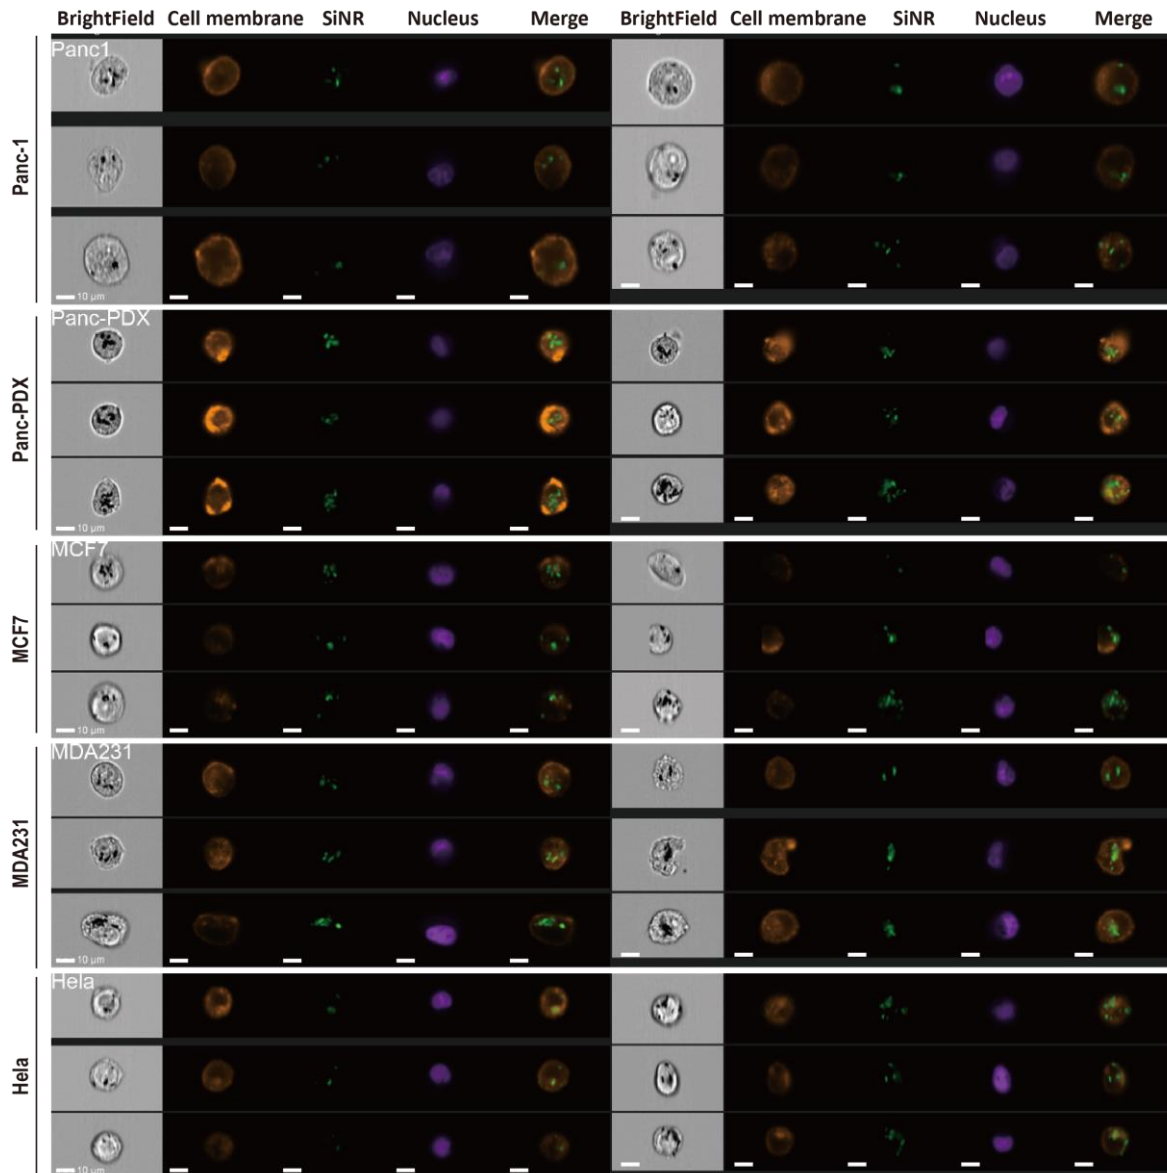 BrightField Cell membrane SiNR Nucleus Merge BrightField Cell membrane SiNR Nucleus Merge
Panc-1
Panc1
10 µm
Panc-PDX
Panc-PDX
10 µm
MCF7
MCF7
10 µm
MDA231
MDA231
10 µm
Hela
Hela
10 µm